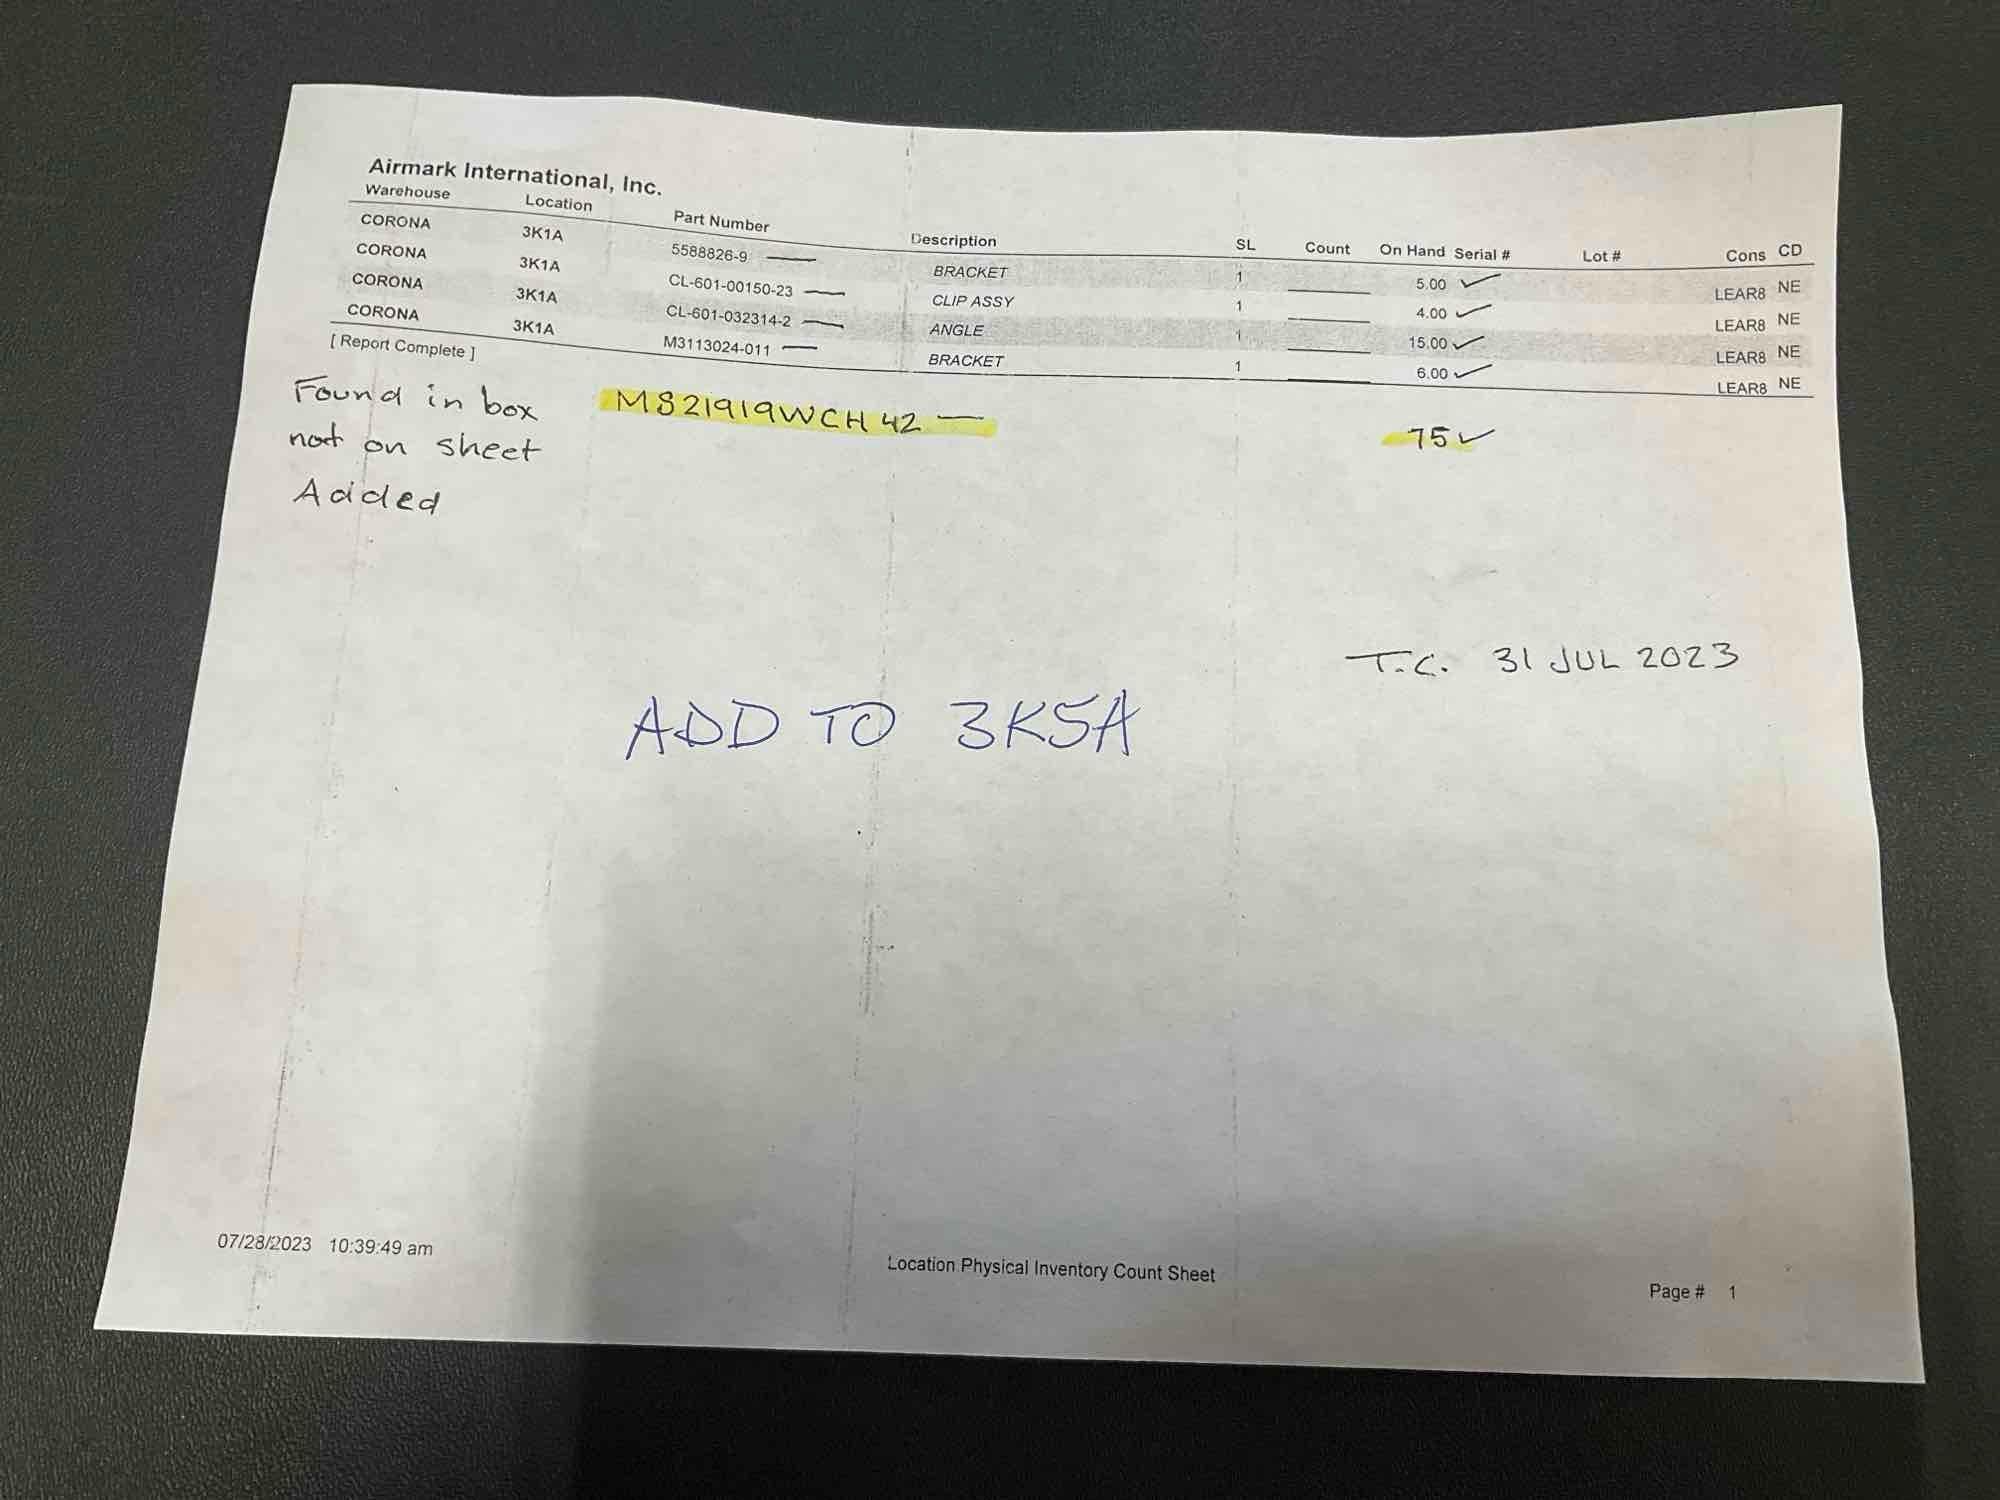 Airmark International, Inc.
Warehouse Location Part Number Description SL Count On Hand Serial # Lot # Cons CD
CORONA 3K1A 5588826-9 BRACKET 1 5.00 ✓ LEAR8 NE
CORONA 3K1A CL-601-00150-23 CLIP ASSY 1 4.00 ✓ LEAR8 NE
CORONA 3K1A CL-601-032314-2 ANGLE 1 15.00 ✓ LEAR8 NE
CORONA 3K1A M3113024-011 BRACKET 1 6.00 ✓ LEAR8 NE
[ Report Complete ]
Found in box MS21919WCH42 — 75 ✓
not on sheet
Added
T.C. 31 JUL 2023
ADD TO 3K5A
07/28/2023 10:39:49 am Location Physical Inventory Count Sheet Page # 1